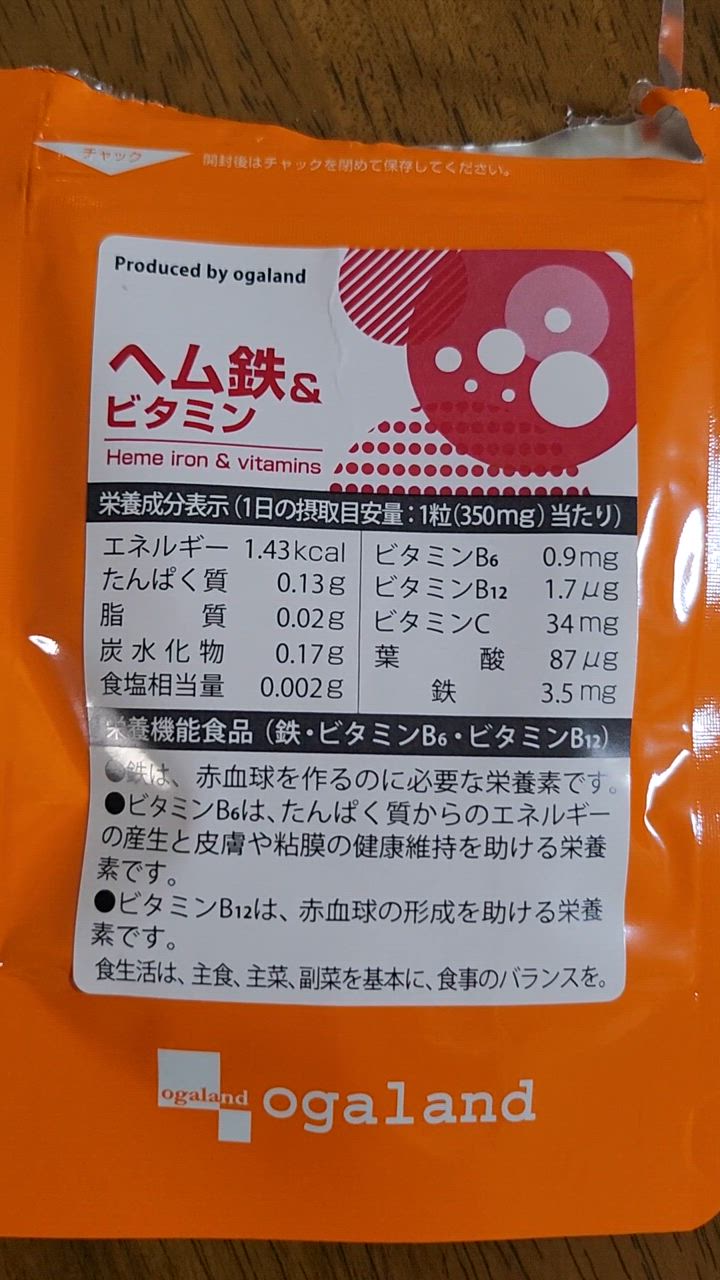 チャック
開封後はチャックを閉めて保存してください。
Produced by ogaland
ヘム鉄&
ビタミン
Heme iron & vitamins
栄養成分表示(1日の摂取目安量:1粒(350mg)当たり)
エネルギー 1.43kcal
たんぱく質 0.13g
脂質 0.02g
炭水化物 0.17g
食塩相当量 0.002g
ビタミンB6 0.9mg
ビタミンB12 1.7μg
ビタミンC 34mg
葉酸 87μg
鉄 3.5mg
栄養機能食品(鉄・ビタミンB6・ビタミンB12)
●鉄は、赤血球を作るのに必要な栄養素です。
●ビタミンB6は、たんぱく質からのエネルギー
の産生と皮膚や粘膜の健康維持を助ける栄養
素です。
●ビタミンB12は、赤血球の形成を助ける栄養
素です。
食生活は、主食、主菜、副菜を基本に、食事のバランスを。
ogaland
ogaland